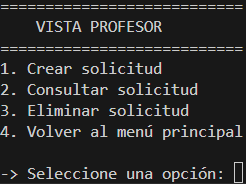 ===========================
VISTA PROFESOR
===========================
1. Crear solicitud
2. Consultar solicitud
3. Eliminar solicitud
4. Volver al menú principal
-> Seleccione una opción: